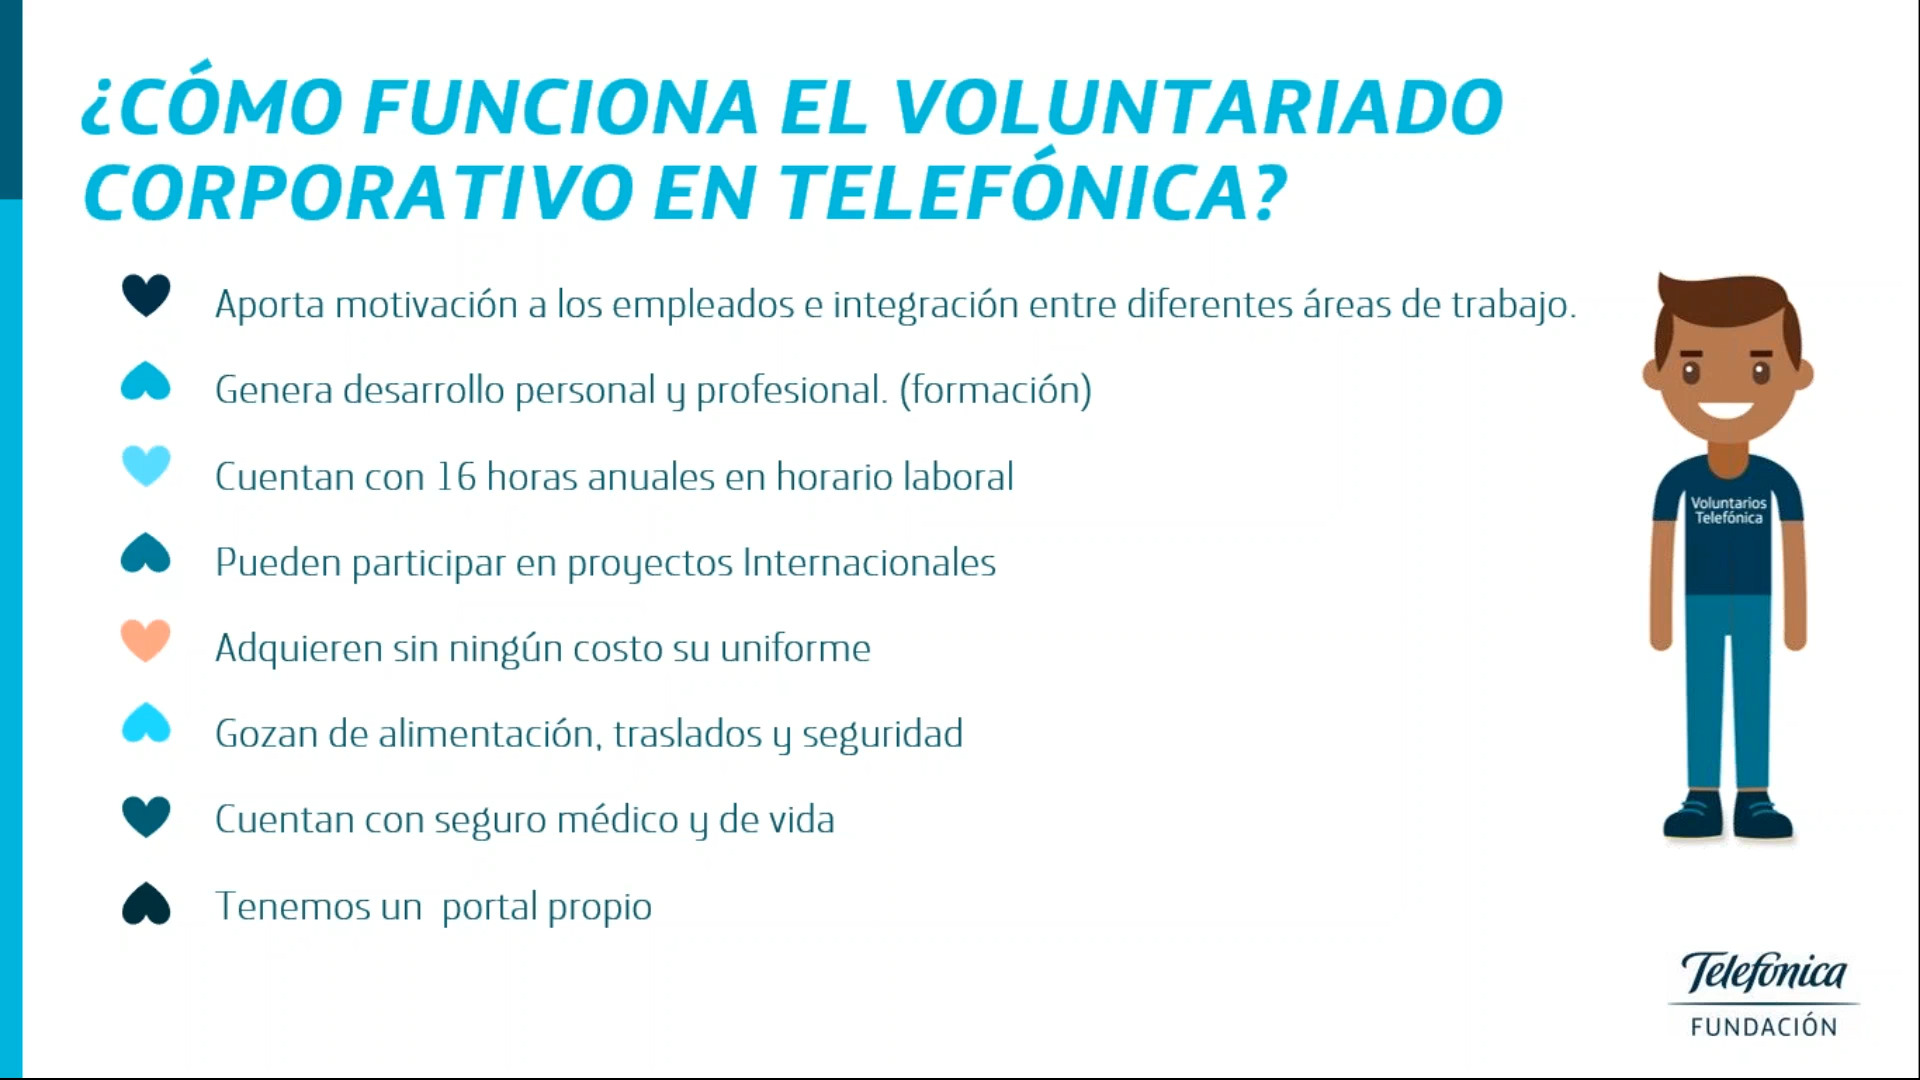 ¿CÓMO FUNCIONA EL VOLUNTARIADO
CORPORATIVO EN TELEFÓNICA?
Aporta motivación a los empleados e integración entre diferentes áreas de trabajo.
Genera desarrollo personal y profesional. (formación)
Cuentan con 16 horas anuales en horario laboral
Pueden participar en proyectos Internacionales
Adquieren sin ningún costo su uniforme
Gozan de alimentación, traslados y seguridad
Cuentan con seguro médico y de vida
Tenemos un portal propio
Voluntarios
Telefónica
Telefónica
FUNDACIÓN